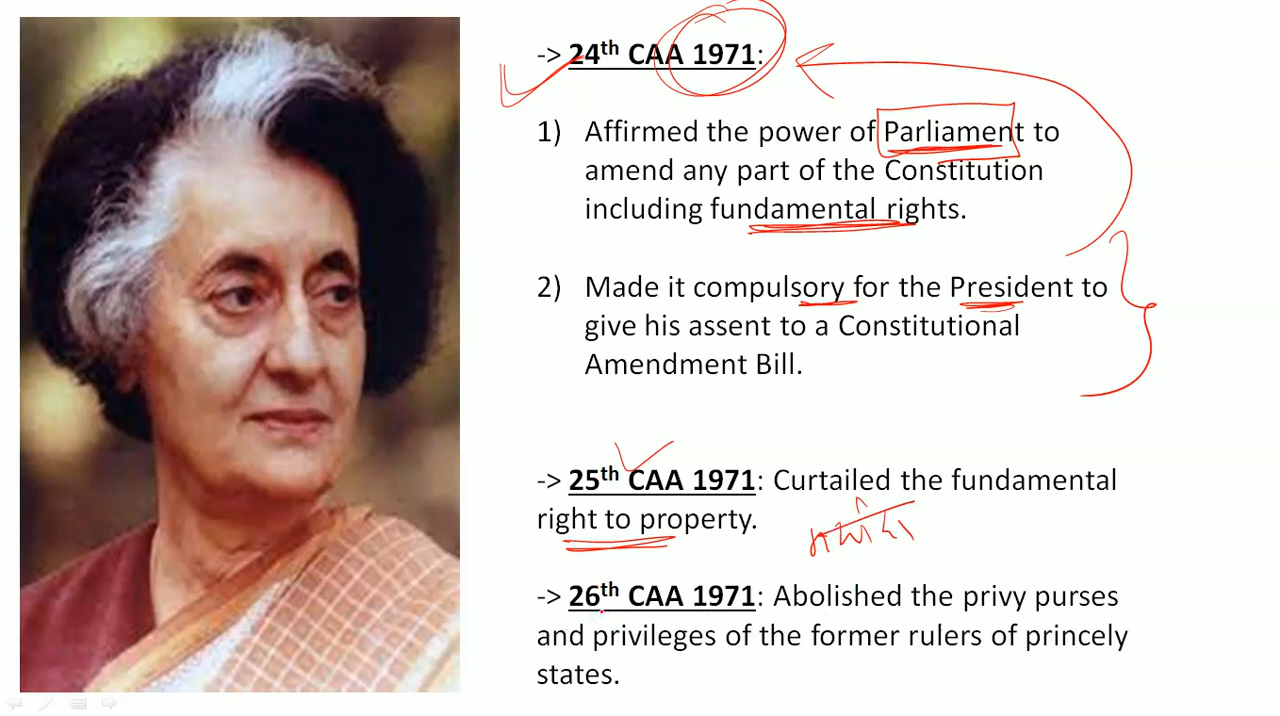 -> 24th CAA 1971:
1) Affirmed the power of Parliament to
amend any part of the Constitution
including fundamental rights.
2) Made it compulsory for the President to
give his assent to a Constitutional
Amendment Bill.
-> 25th CAA 1971: Curtailed the fundamental
right to property.
-> 26th CAA 1971: Abolished the privy purses
and privileges of the former rulers of princely
states.